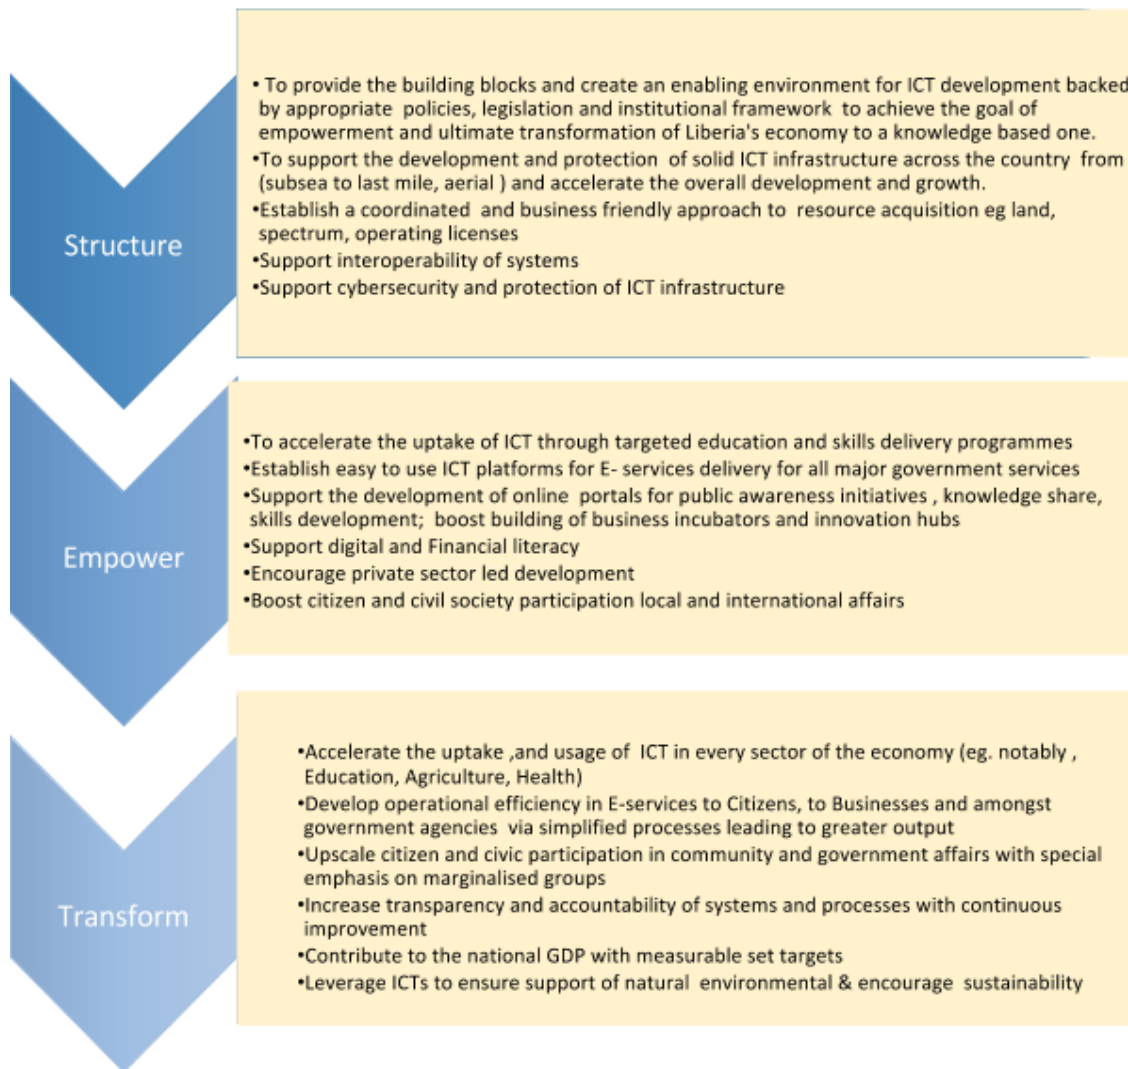 Structure
• To provide the building blocks and create an enabling environment for ICT development backed
by appropriate policies, legislation and institutional framework to achieve the goal of
empowerment and ultimate transformation of Liberia's economy to a knowledge based one.
•To support the development and protection of solid ICT infrastructure across the country from
(subsea to last mile, aerial ) and accelerate the overall development and growth.
•Establish a coordinated and business friendly approach to resource acquisition eg land,
spectrum, operating licenses
•Support interoperability of systems
•Support cybersecurity and protection of ICT infrastructure
Empower
•To accelerate the uptake of ICT through targeted education and skills delivery programmes
•Establish easy to use ICT platforms for E- services delivery for all major government services
•Support the development of online portals for public awareness initiatives , knowledge share,
skills development; boost building of business incubators and innovation hubs
•Support digital and Financial literacy
•Encourage private sector led development
•Boost citizen and civil society participation local and international affairs
Transform
•Accelerate the uptake ,and usage of ICT in every sector of the economy (eg. notably ,
Education, Agriculture, Health)
•Develop operational efficiency in E-services to Citizens, to Businesses and amongst
government agencies via simplified processes leading to greater output
•Upscale citizen and civic participation in community and government affairs with special
emphasis on marginalised groups
•Increase transparency and accountability of systems and processes with continuous
improvement
•Contribute to the national GDP with measurable set targets
•Leverage ICTs to ensure support of natural environmental & encourage sustainability